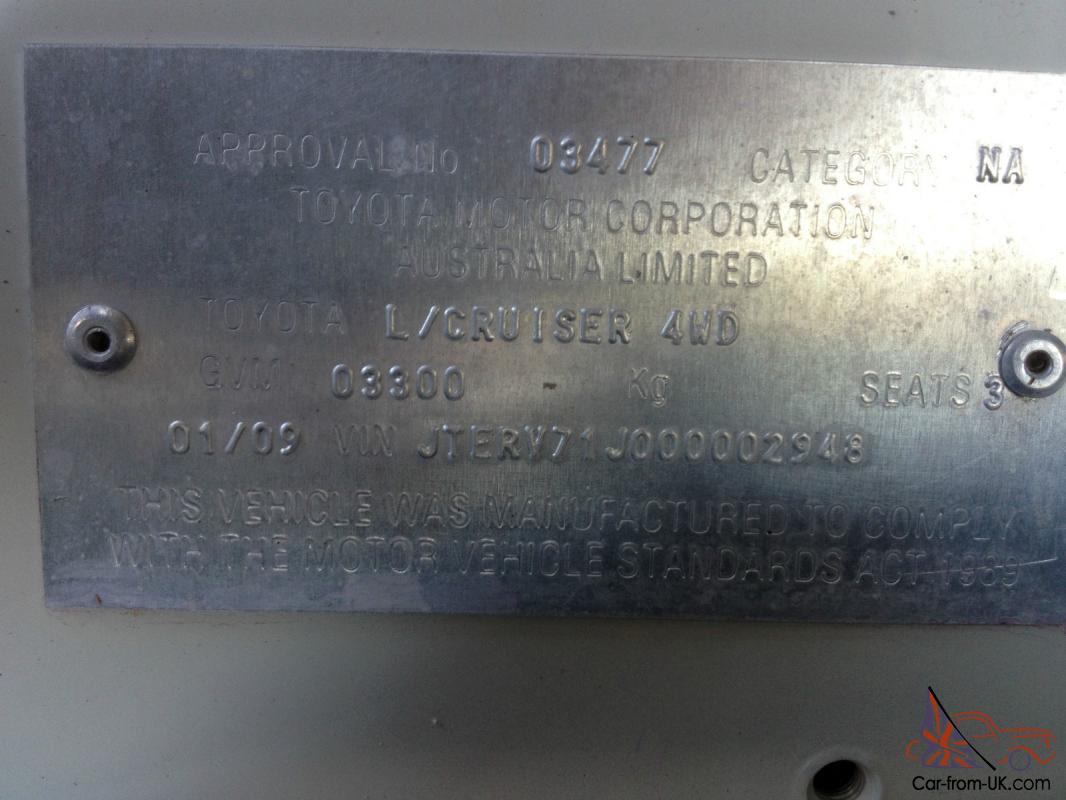 APPROVAL No 03477 CATEGORY NA
TOYOTA MOTOR CORPORATION
AUSTRALIA LIMITED
TOYOTA L/CRUISER 4WD
GVM 03300 Kg SEATS 3
01/09 VIN JTERV71J000002948
THIS VEHICLE WAS MANUFACTURED TO COMPLY
WITH THE MOTOR VEHICLE STANDARDS ACT 1989
Car-from-UK.com